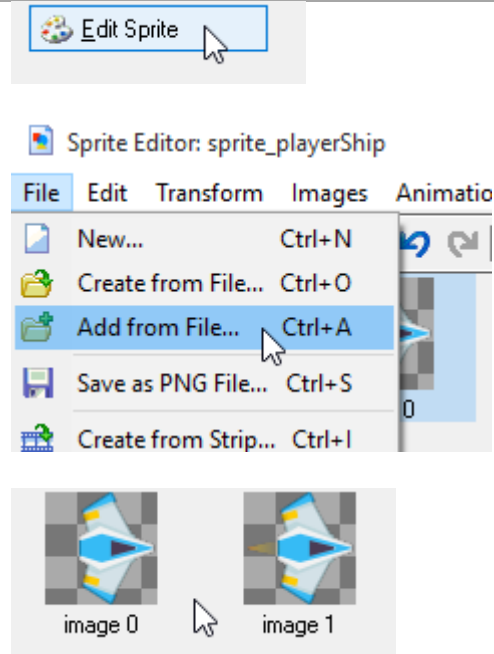 Edit Sprite
Sprite Editor: sprite_playerShip
File Edit Transform Images Animatio
New... Ctrl+N
Create from File... Ctrl+O
Add from File... Ctrl+A
0
Save as PNG File... Ctrl+S
Create from Strip... Ctrl+I
image 0 image 1